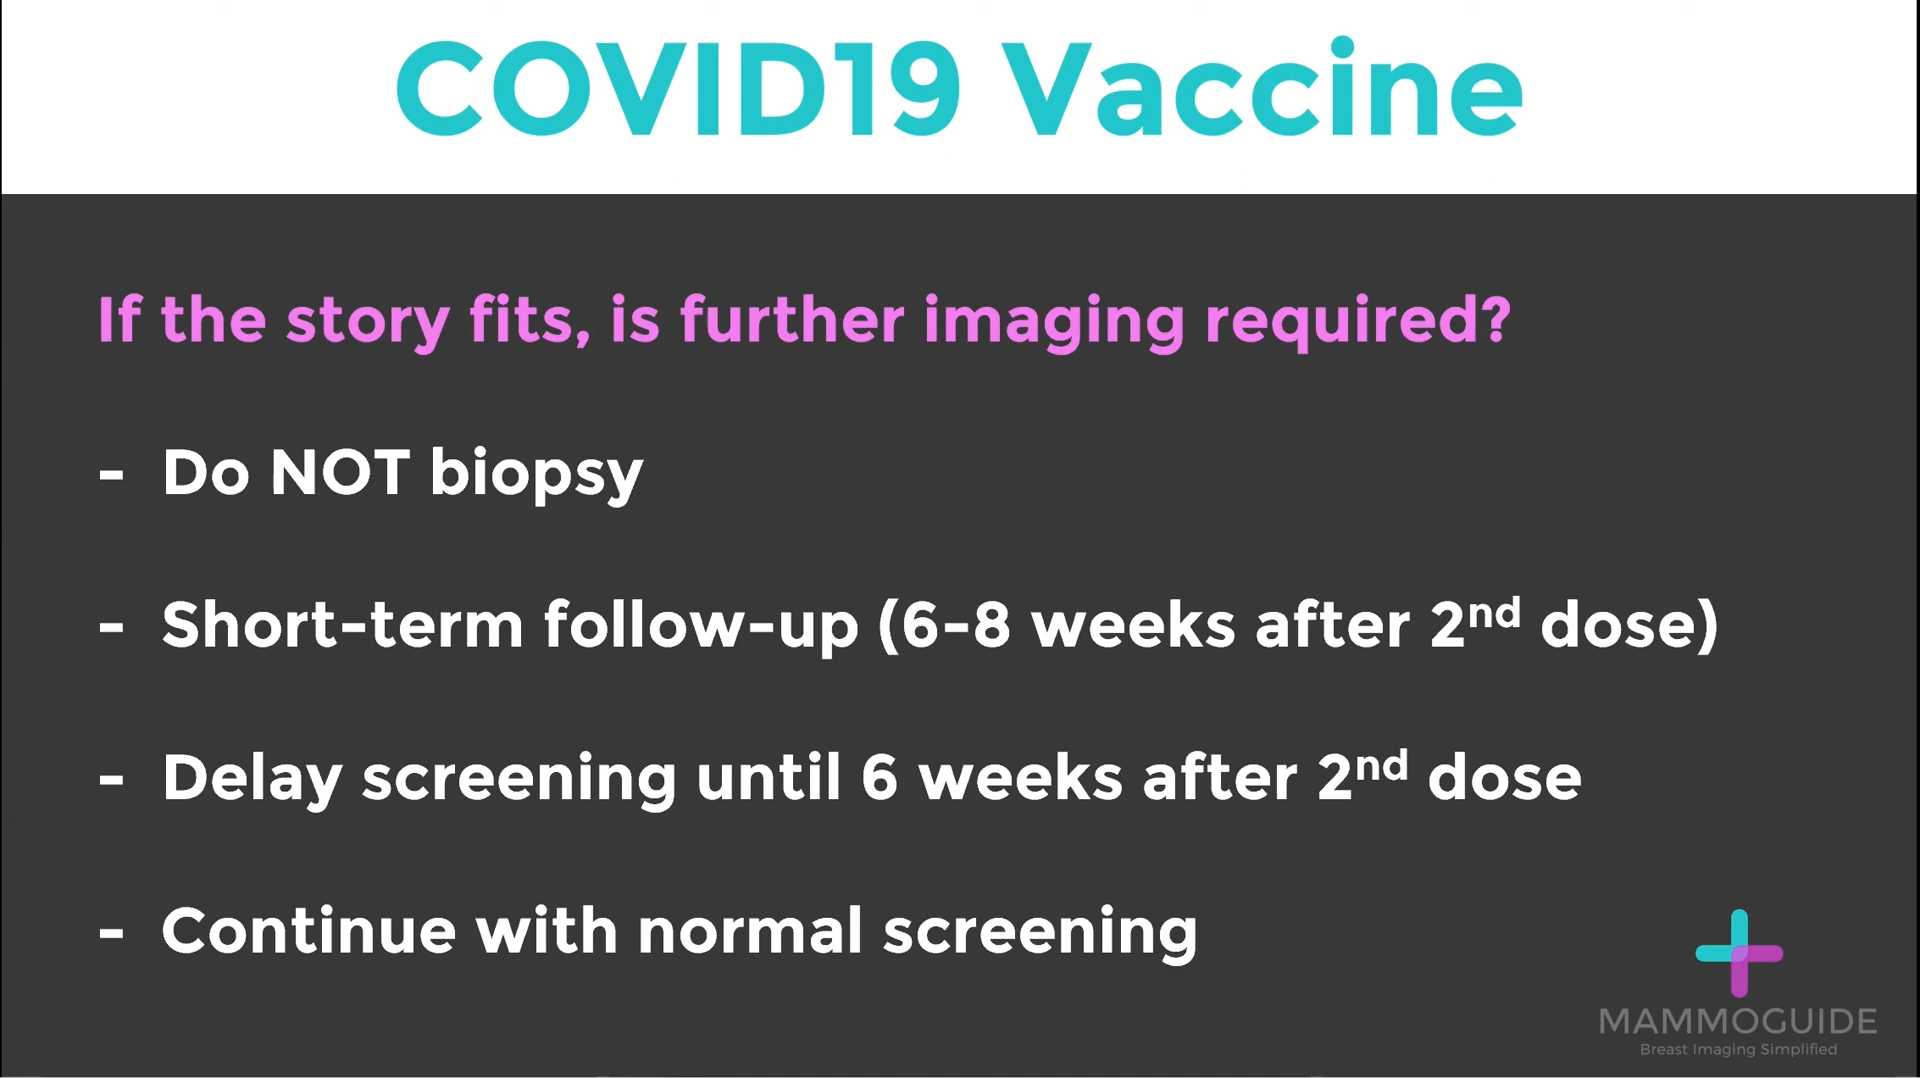 COVID19 Vaccine
If the story fits, is further imaging required?
- Do NOT biopsy
- Short-term follow-up (6-8 weeks after 2nd dose)
- Delay screening until 6 weeks after 2nd dose
- Continue with normal screening
MAMMOGUIDE
Breast Imaging Simplified